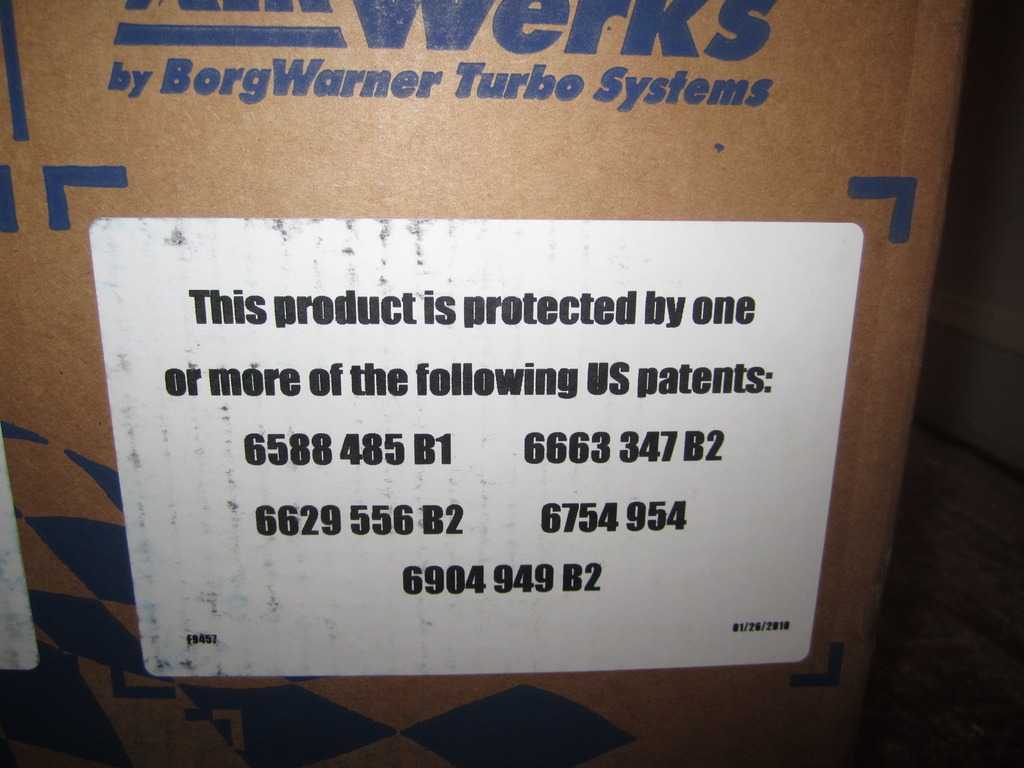 Werks
by BorgWarner Turbo Systems
This product is protected by one
or more of the following US patents:
6588 485 B1 6663 347 B2
6629 556 B2 6754 954
6904 949 B2
F9457 01/26/2010